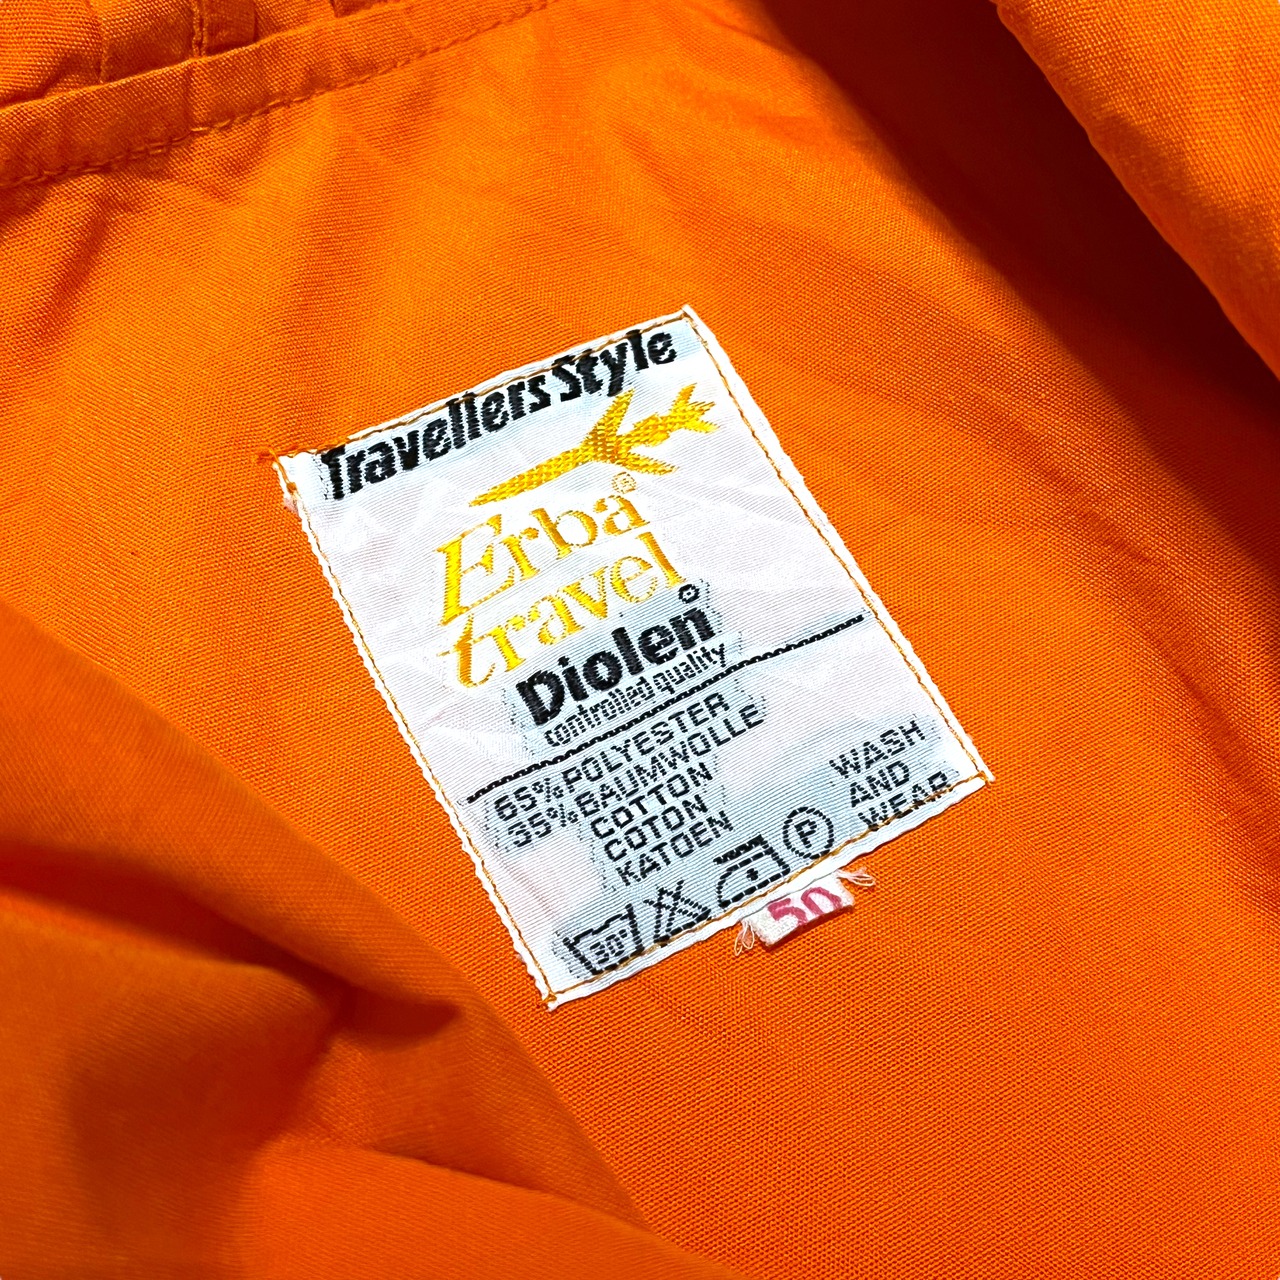 Travellers Style
Erba®
travel
Diolen®
controlled quality
65% POLYESTER
35% BAUMWOLLE
COTTON
COTON
KATOEN
WASH
AND
WEAR
30°
P
50